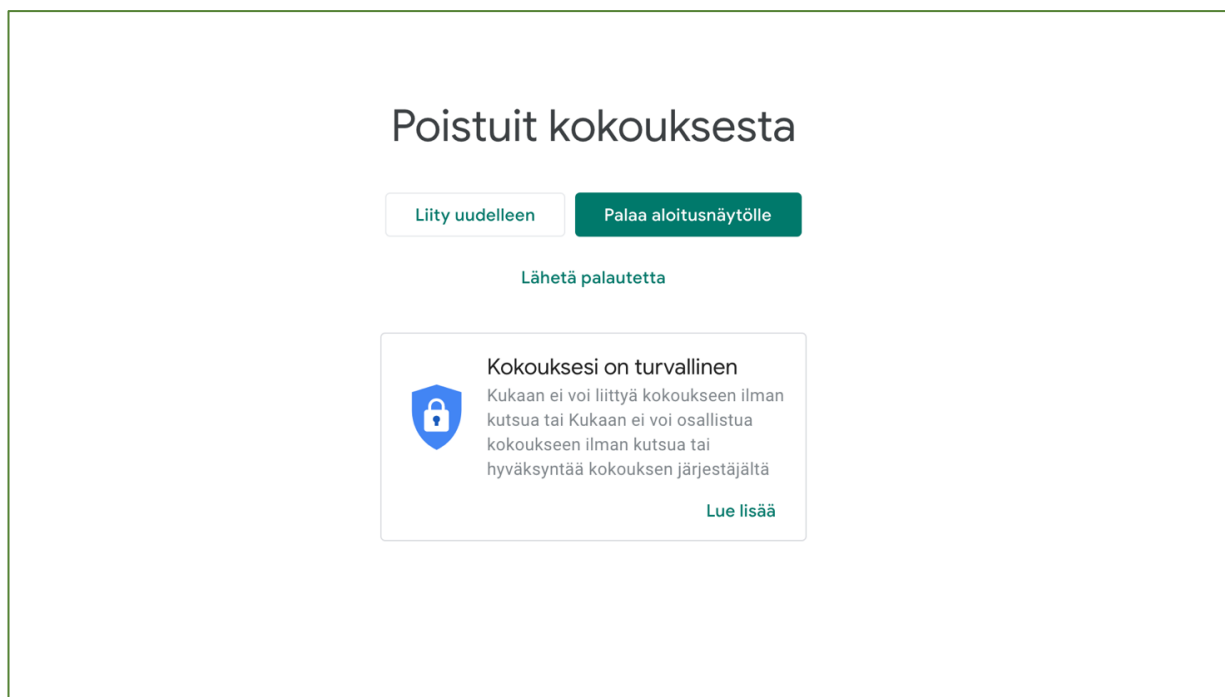 Poistuit kokouksesta
Liity uudelleen
Palaa aloitusnäytölle
Lähetä palautetta
Kokouksesi on turvallinen
Kukaan ei voi liittyä kokoukseen ilman
kutsua tai Kukaan ei voi osallistua
kokoukseen ilman kutsua tai
hyväksyntää kokouksen järjestäjältä
Lue lisää